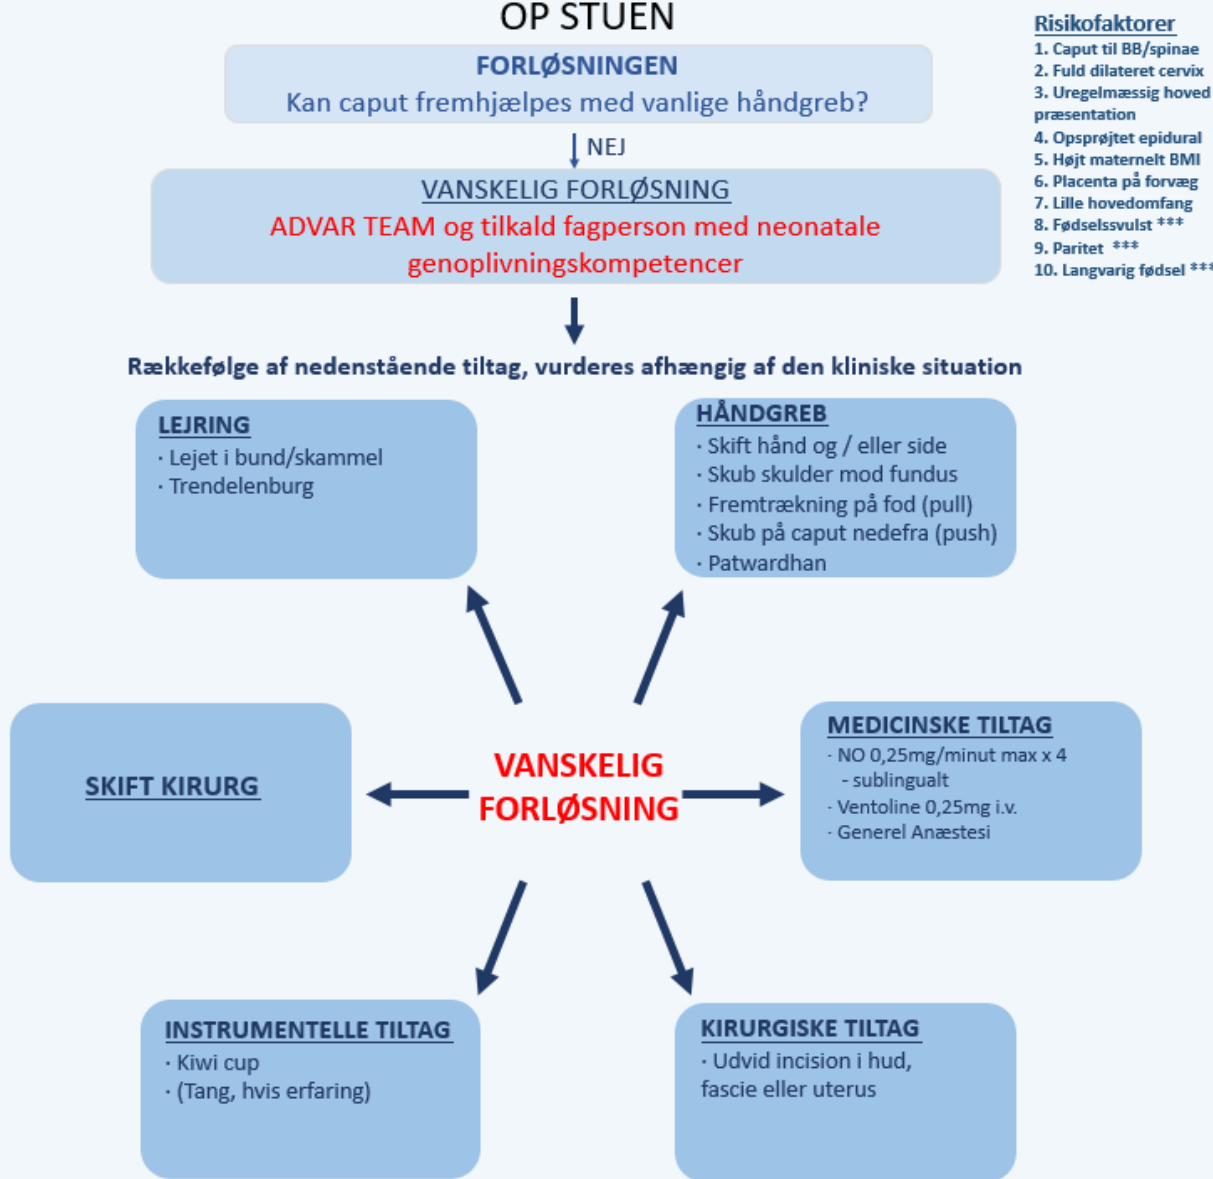 OP STUEN
FORLØSNINGEN
Kan caput fremhjælpes med vanlige håndgreb?
NEJ
VANSKELIG FORLØSNING
ADVAR TEAM og tilkald fagperson med neonatale
genoplivningskompetencer
Risikofaktorer
1. Caput til BB/spinae
2. Fuld dilateret cervix
3. Uregelmæssig hoved
præsentation
4. Opsprøjtet epidural
5. Højt maternelt BMI
6. Placenta på forvæg
7. Lille hovedomfang
8. Fødselssvulst ***
9. Paritet ***
10. Langvarig fødsel ***
Rækkefølge af nedenstående tiltag, vurderes afhængig af den kliniske situation
LEJRING
· Lejet i bund/skammel
· Trendelenburg
HÅNDGREB
· Skift hånd og / eller side
· Skub skulder mod fundus
· Fremtrækning på fod (pull)
· Skub på caput nedefra (push)
· Patwardhan
SKIFT KIRURG
VANSKELIG
FORLØSNING
MEDICINSKE TILTAG
· NO 0,25mg/minut max x 4
- sublingualt
· Ventoline 0,25mg i.v.
· Generel Anæstesi
INSTRUMENTELLE TILTAG
· Kiwi cup
· (Tang, hvis erfaring)
KIRURGISKE TILTAG
· Udvid incision i hud,
fascie eller uterus